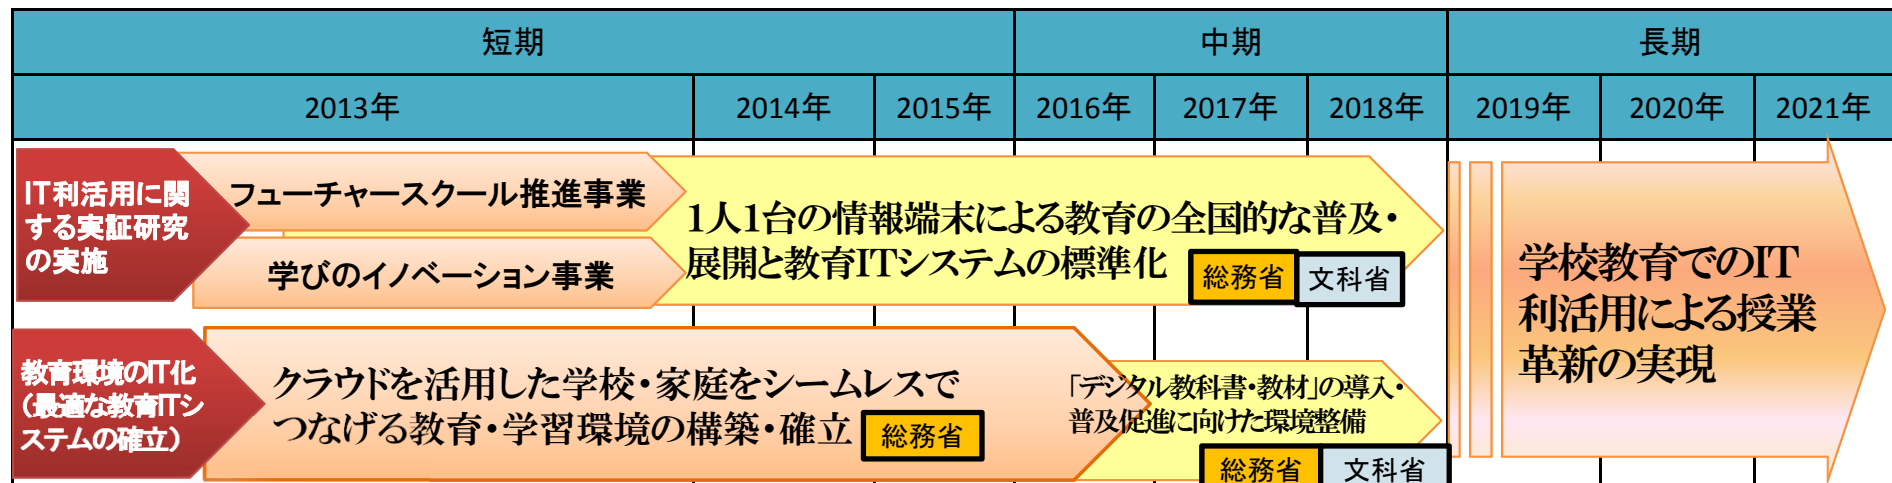 短期
中期
長期
2013年
2014年
2015年
2016年
2017年
2018年
2019年
2020年
2021年
IT利活用に関
する実証研究
の実施
フューチャースクール推進事業
学びのイノベーション事業
1人1台の情報端末による教育の全国的な普及・
展開と教育ITシステムの標準化
総務省
文科省
教育環境のIT化
（最適な教育ITシ
ステムの確立）
クラウドを活用した学校・家庭をシームレスで
つなげる教育・学習環境の構築・確立
総務省
「デジタル教科書・教材」の導入・
普及促進に向けた環境整備
総務省
文科省
学校教育でのIT
利活用による授業
革新の実現